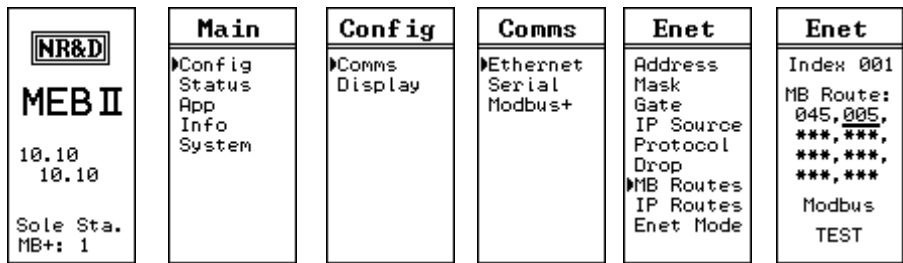 NR&D
MEB II
10.10
10.10
Sole Sta.
MB+: 1
Main
Config
Status
App
Info
System
Config
Comms
Display
Comms
Ethernet
Serial
Modbus+
Enet
Address
Mask
Gate
IP Source
Protocol
Drop
MB Routes
IP Routes
Enet Mode
Enet
Index 001
MB Route:
045,005,
***,***,
***,***,
***,***
Modbus
TEST